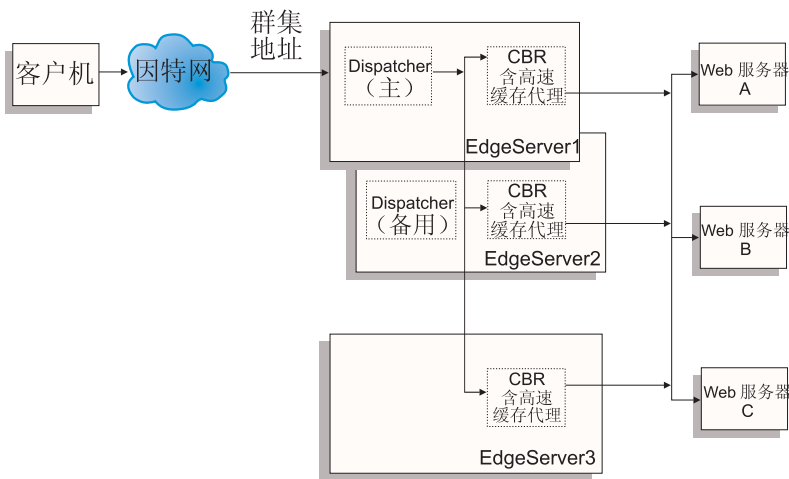 客户机
因特网
群集
地址
Dispatcher
（主）
CBR
含高速
缓存代理
EdgeServer1
Dispatcher
（备用）
CBR
含高速
缓存代理
EdgeServer2
CBR
含高速
缓存代理
EdgeServer3
Web 服务器
A
Web 服务器
B
Web 服务器
C